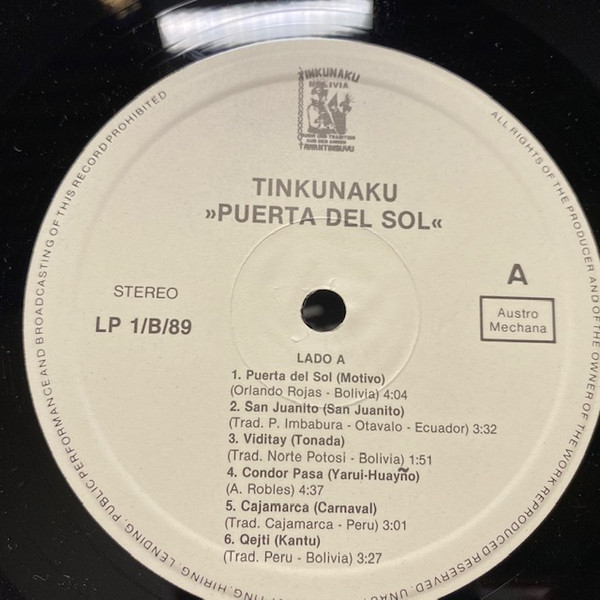 TINKUNAKU
BOLIVIA
TAWANTINSUYU
TINKUNAKU
»PUERTA DEL SOL«
STEREO
LP 1/B/89
A
Austro
Mechana
LADO A
1. Puerta del Sol (Motivo)
(Orlando Rojas - Bolivia) 4:04
2. San Juanito (San Juanito)
(Trad. P. Imbabura - Otavalo - Ecuador) 3:32
3. Viditay (Tonada)
(Trad. Norte Potosi - Bolivia) 1:51
4. Condor Pasa (Yarui-Huayño)
(A. Robles) 4:37
5. Cajamarca (Carnaval)
(Trad. Cajamarca - Peru) 3:01
6. Qejti (Kantu)
(Trad. Peru - Bolivia) 3:27
ALL RIGHTS OF THE PRODUCER AND OF THE OWNER OF THE WORK REPRODUCED RESERVED.
HIRING. LENDING. PUBLIC PERFORMANCE AND BROADCASTING OF THIS RECORD PROHIBITED